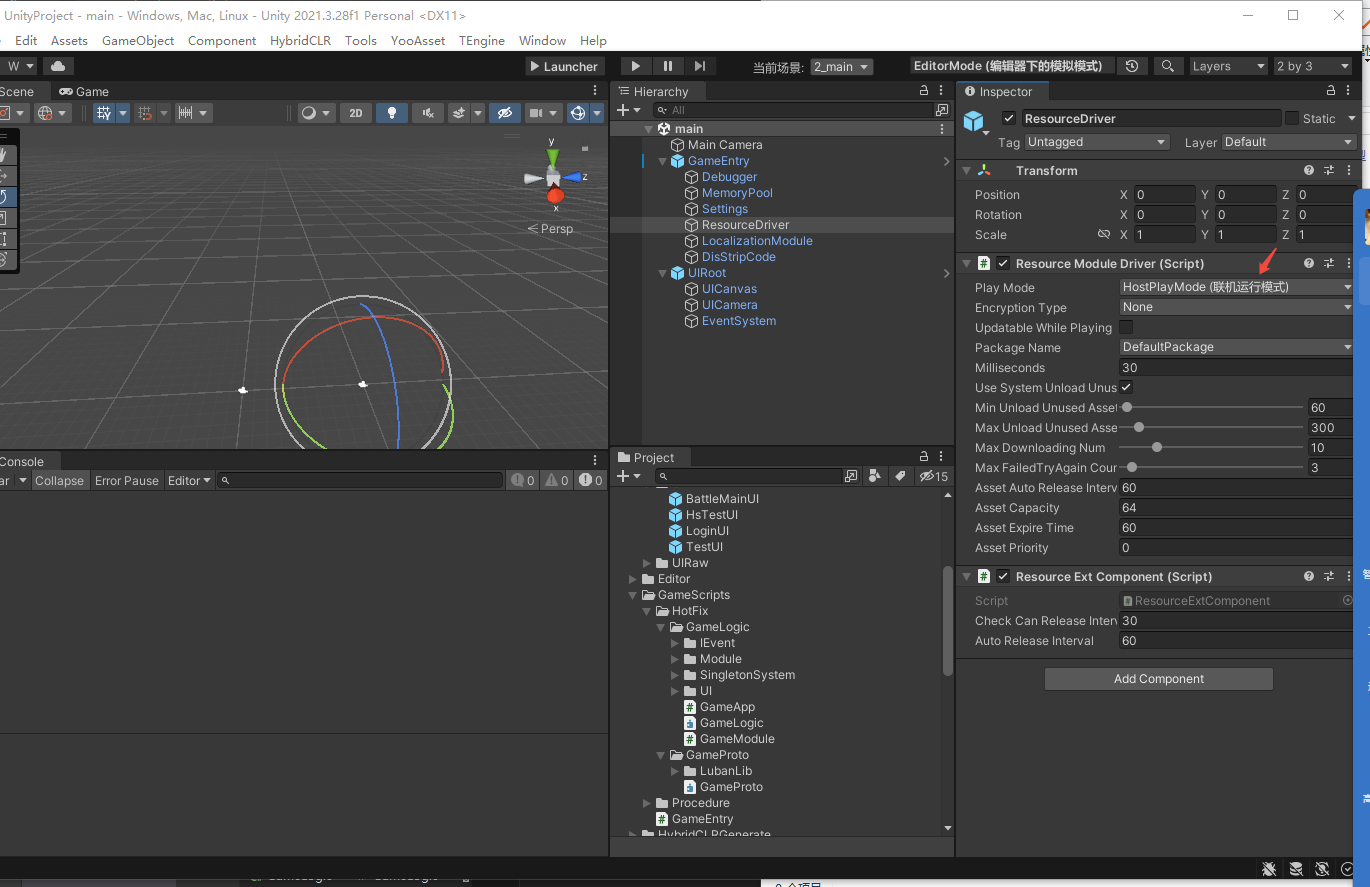 UnityProject - main - Windows, Mac, Linux - Unity 2021.3.28f1 Personal <DX11>
Edit Assets GameObject Component HybridCLR Tools YooAsset TEngine Window Help
W Launcher 当前场景: 2_main EditorMode (编辑器下的模拟模式) Layers 2 by 3
Scene Game
2D
y
z
x
Persp
Console
Collapse Error Pause Editor 0 0 0
Hierarchy
All
main
Main Camera
GameEntry
Debugger
MemoryPool
Settings
ResourceDriver
LocalizationModule
DisStripCode
UIRoot
UICanvas
UICamera
EventSystem
Project
15
BattleMainUI
HsTestUI
LoginUI
TestUI
UIRaw
Editor
GameScripts
HotFix
GameLogic
IEvent
Module
SingletonSystem
UI
GameApp
GameLogic
GameModule
GameProto
LubanLib
GameProto
Procedure
GameEntry
HybridCLRGenerate
Inspector
ResourceDriver Static
Tag Untagged Layer Default
Transform
Position X 0 Y 0 Z 0
Rotation X 0 Y 0 Z 0
Scale X 1 Y 1 Z 1
Resource Module Driver (Script)
Play Mode HostPlayMode (联机运行模式)
Encryption Type None
Updatable While Playing
Package Name DefaultPackage
Milliseconds 30
Use System Unload Unus
Min Unload Unused Asset 60
Max Unload Unused Asse 300
Max Downloading Num 10
Max FailedTryAgain Cour 3
Asset Auto Release Interv 60
Asset Capacity 64
Asset Expire Time 60
Asset Priority 0
Resource Ext Component (Script)
Script ResourceExtComponent
Check Can Release Interv 30
Auto Release Interval 60
Add Component